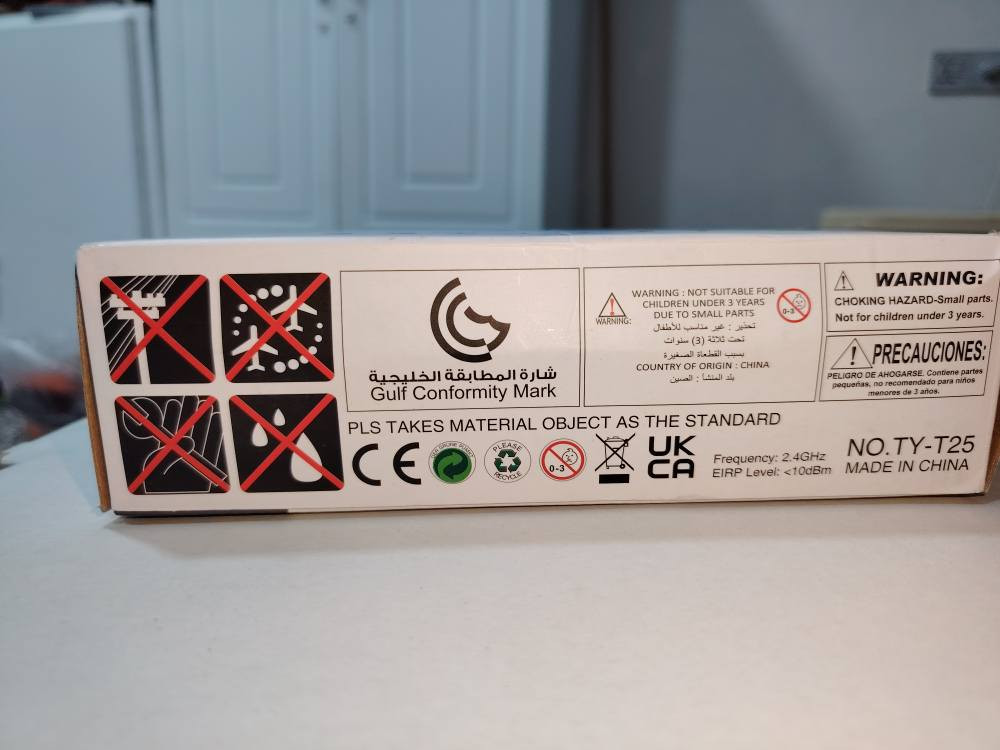 شارة المطابقة الخليجية
Gulf Conformity Mark
WARNING:
WARNING : NOT SUITABLE FOR
CHILDREN UNDER 3 YEARS
DUE TO SMALL PARTS
تحذير : غير مناسب للأطفال
تحت ثلاثة (3) سنوات
بسبب القطعاة الصغيرة
COUNTRY OF ORIGIN : CHINA
بلد المنشأ : الصين
0-3
WARNING:
CHOKING HAZARD-Small parts.
Not for children under 3 years.
PRECAUCIONES:
PELIGRO DE AHOGARSE. Contiene partes
pequeñas, no recomendado para niños
menores de 3 años.
PLS TAKES MATERIAL OBJECT AS THE STANDARD
CE
PLEASE
RECYCLE
0-3
UK
CA
Frequency: 2.4GHz
EIRP Level: <10dBm
NO.TY-T25
MADE IN CHINA